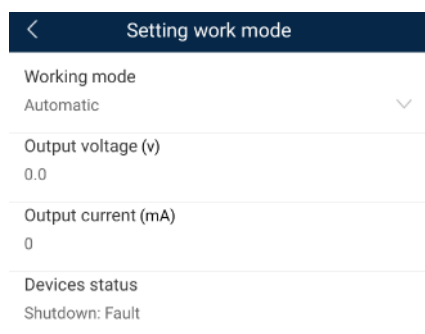 Setting work mode
Working mode
Automatic
Output voltage (v)
0.0
Output current (mA)
0
Devices status
Shutdown: Fault